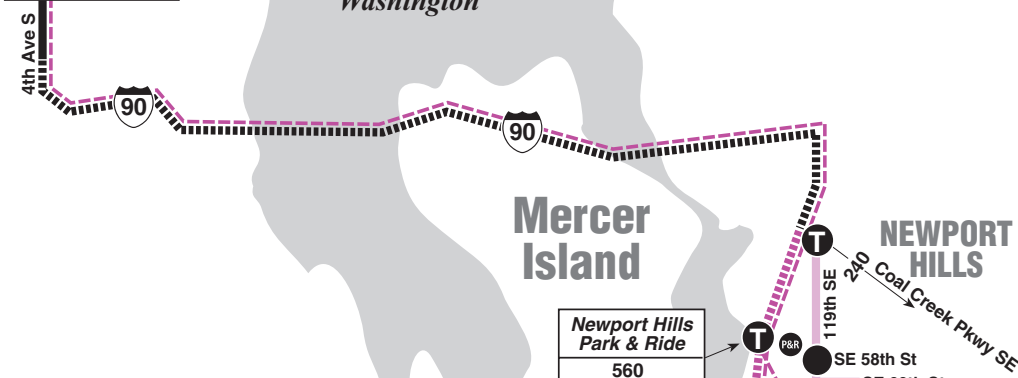 Washington
4th Ave S
90
90
Mercer
Island
NEWPORT
HILLS
T
240
Coal Creek Pkwy SE
119th SE
Newport Hills
Park & Ride
560
T
P&R
SE 58th St